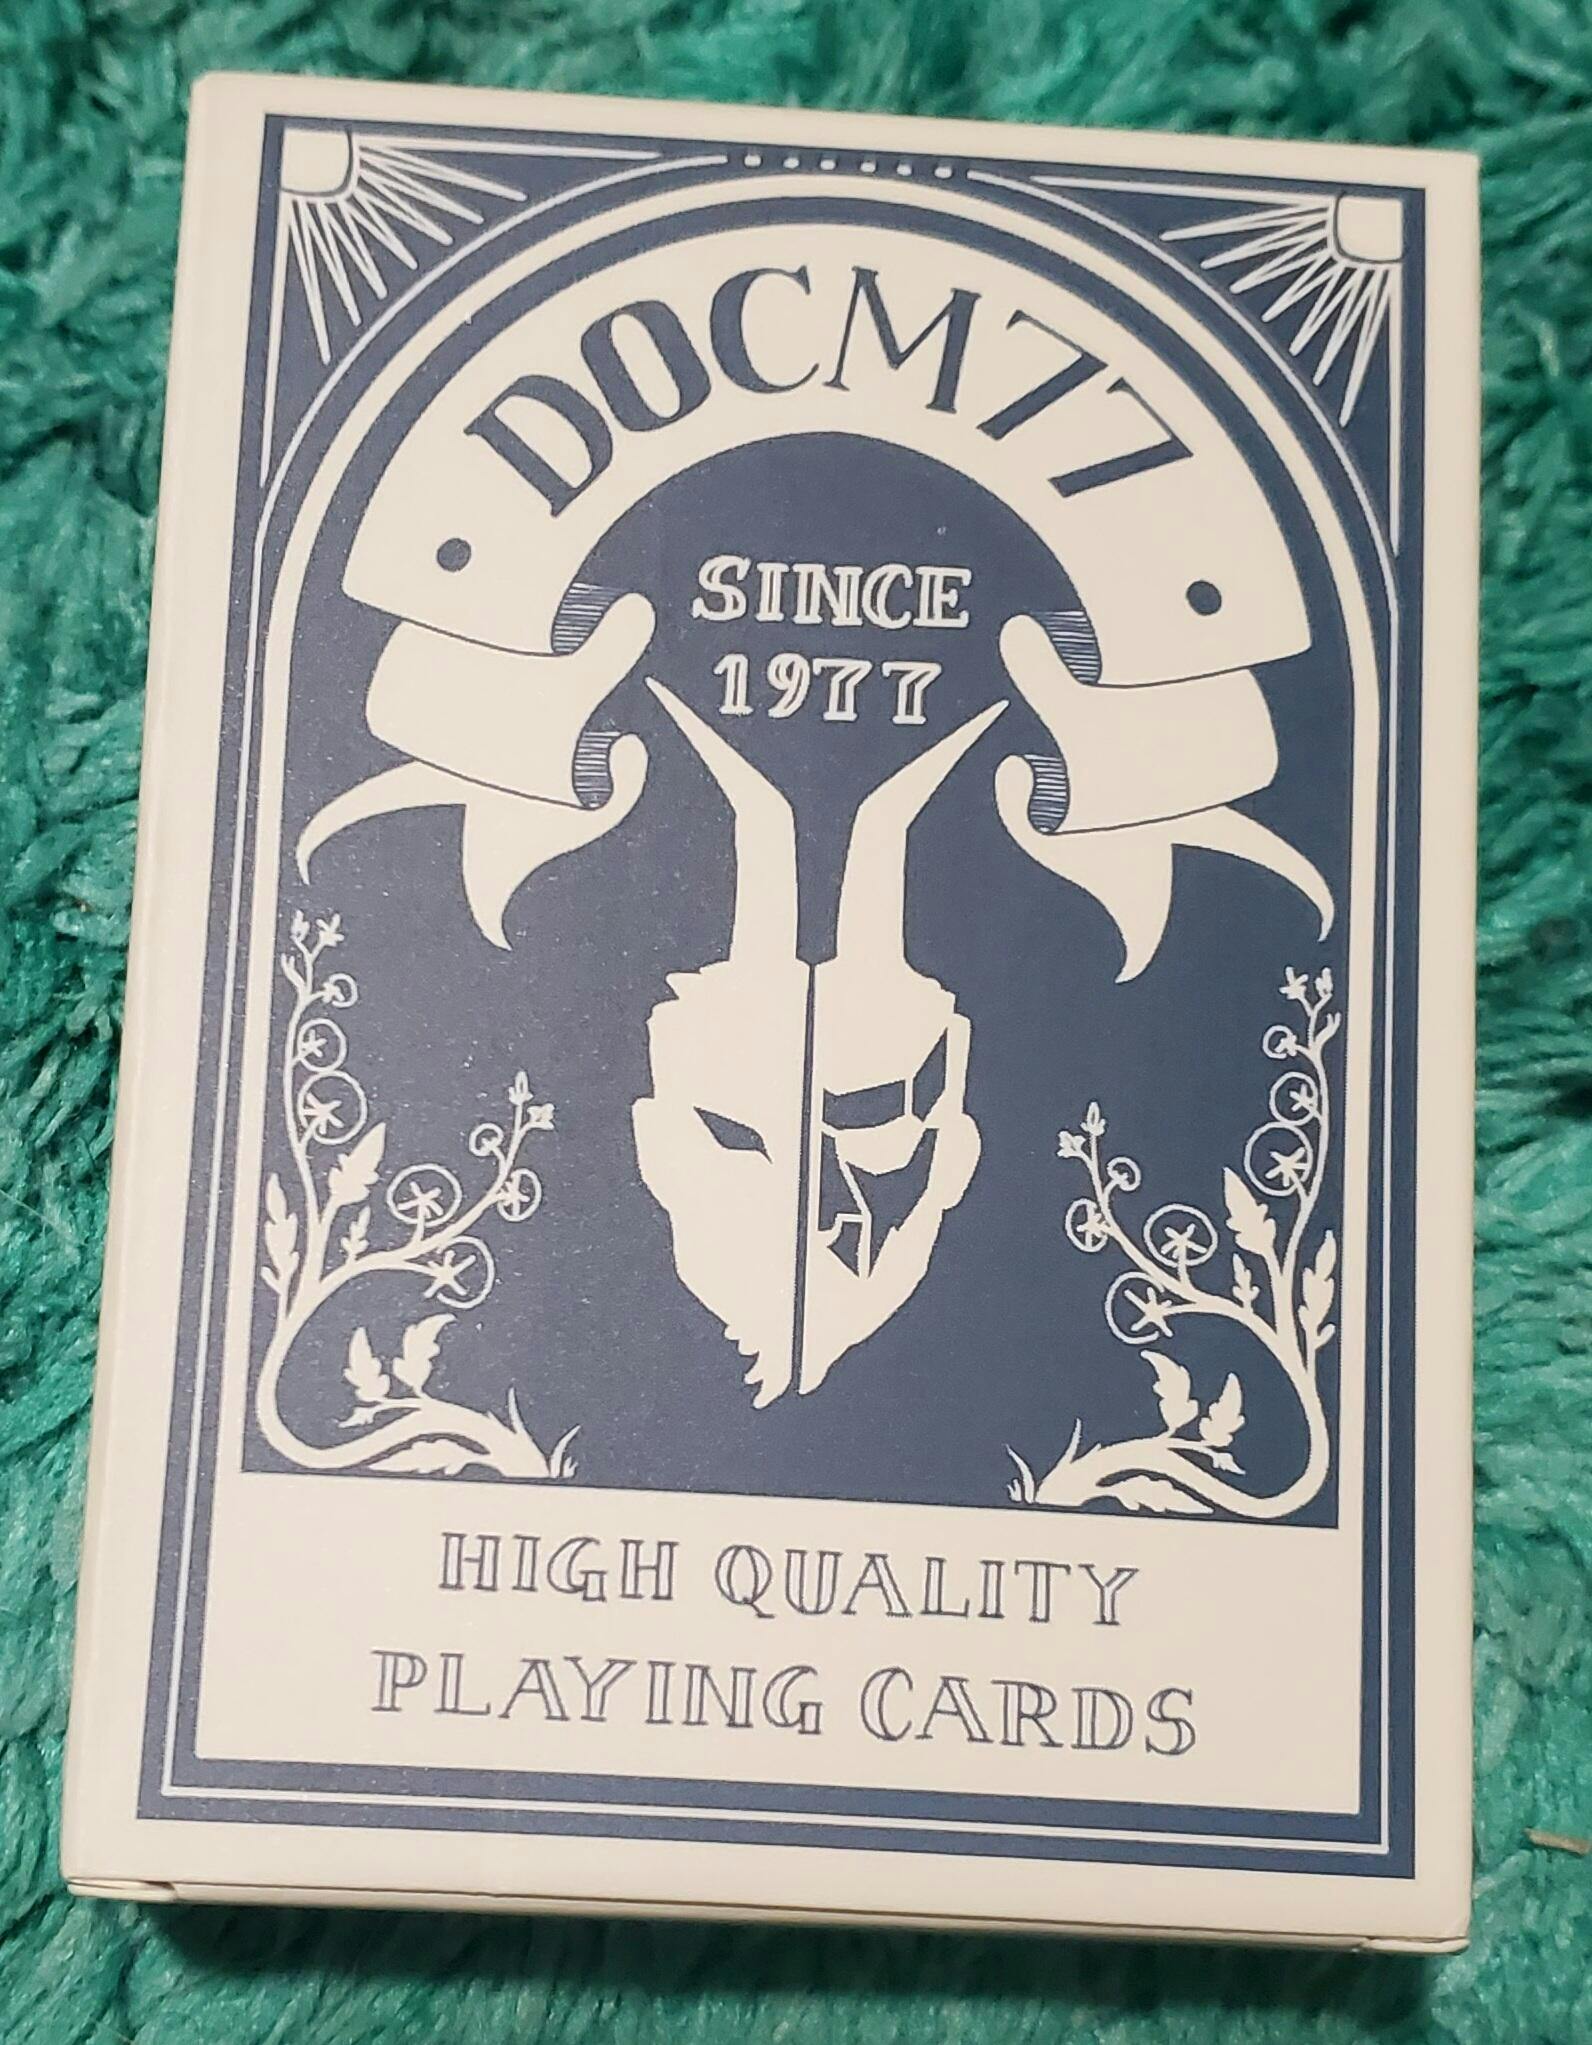 DOCM77
SINCE
1977
HIGH QUALITY
PLAYING CARDS